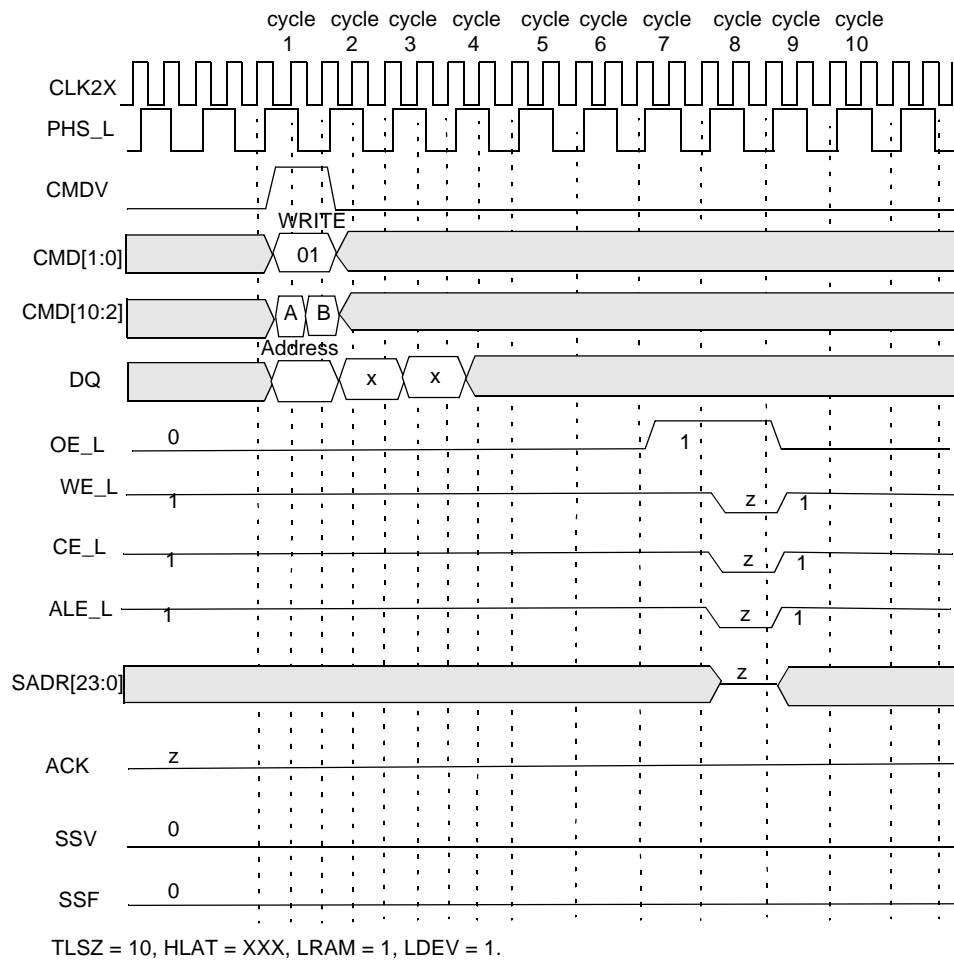 cycle cycle cycle cycle cycle cycle cycle cycle cycle cycle
1 2 3 4 5 6 7 8 9 10
CLK2X
PHS_L
CMDV
WRITE
CMD[1:0] 01
CMD[10:2] A B
Address
DQ x x
OE_L 0 1
WE_L 1 z 1
CE_L 1 z 1
ALE_L 1 z 1
SADR[23:0] z
ACK z
SSV 0
SSF 0
TLSZ = 10, HLAT = XXX, LRAM = 1, LDEV = 1.